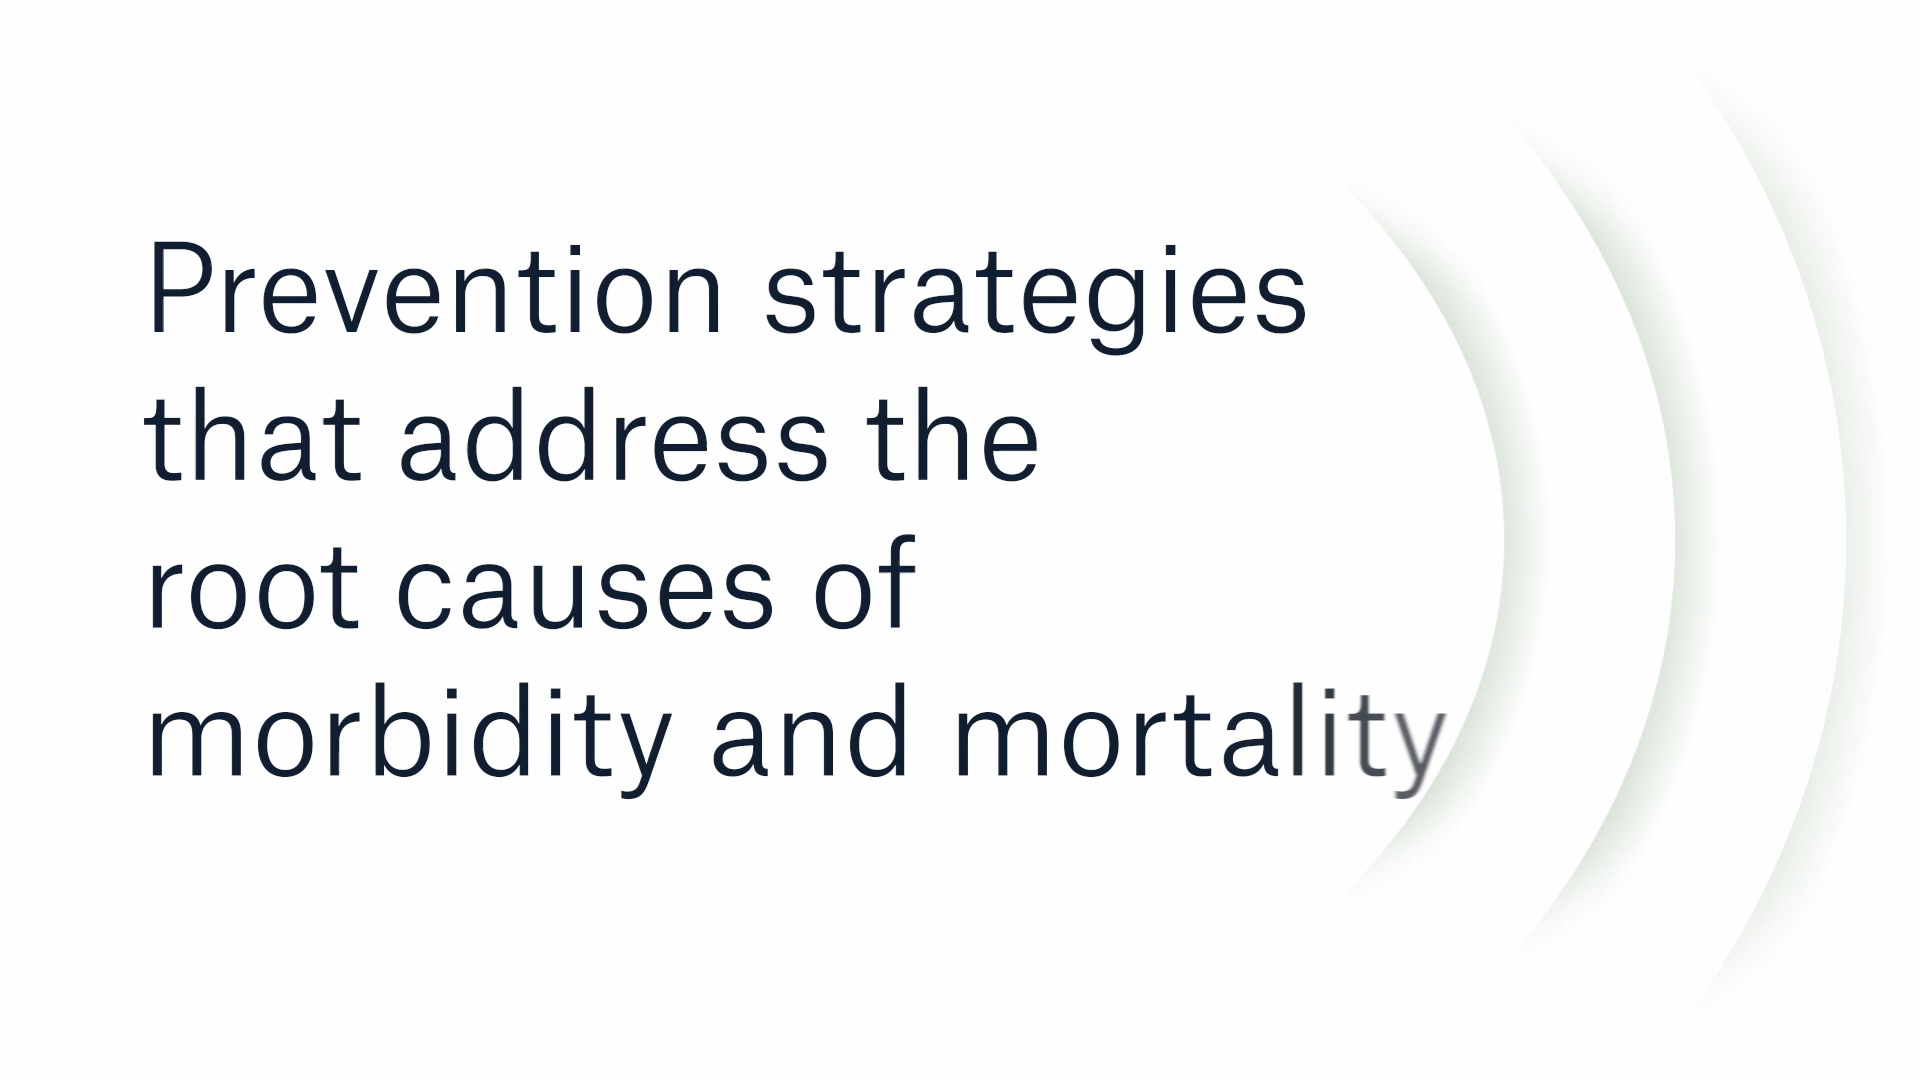 Prevention strategies
that address the
root causes of
morbidity and mortality